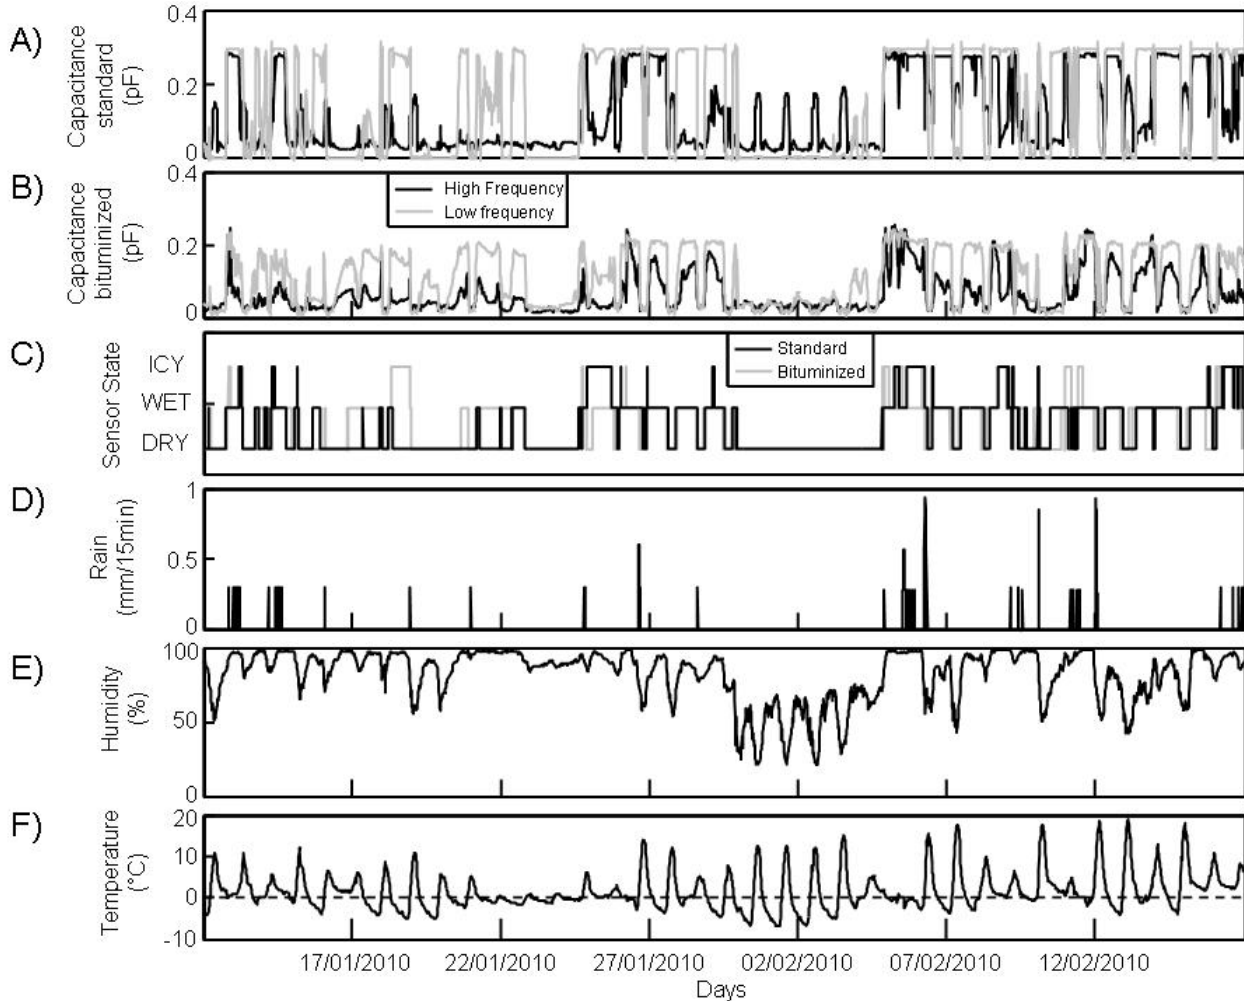 A)
Capacitance
standard
(pF)
0.4
0.2
0
B)
Capacitance
bituminized
(pF)
0.4
0.2
0
High Frequency
Low frequency
C)
Sensor State
ICY
WET
DRY
Standard
Bituminized
D)
Rain
(mm/15min)
1
0.5
0
E)
Humidity
(%)
100
50
0
F)
Temperature
(°C)
20
10
0
-10
17/01/2010 22/01/2010 27/01/2010 02/02/2010 07/02/2010 12/02/2010
Days